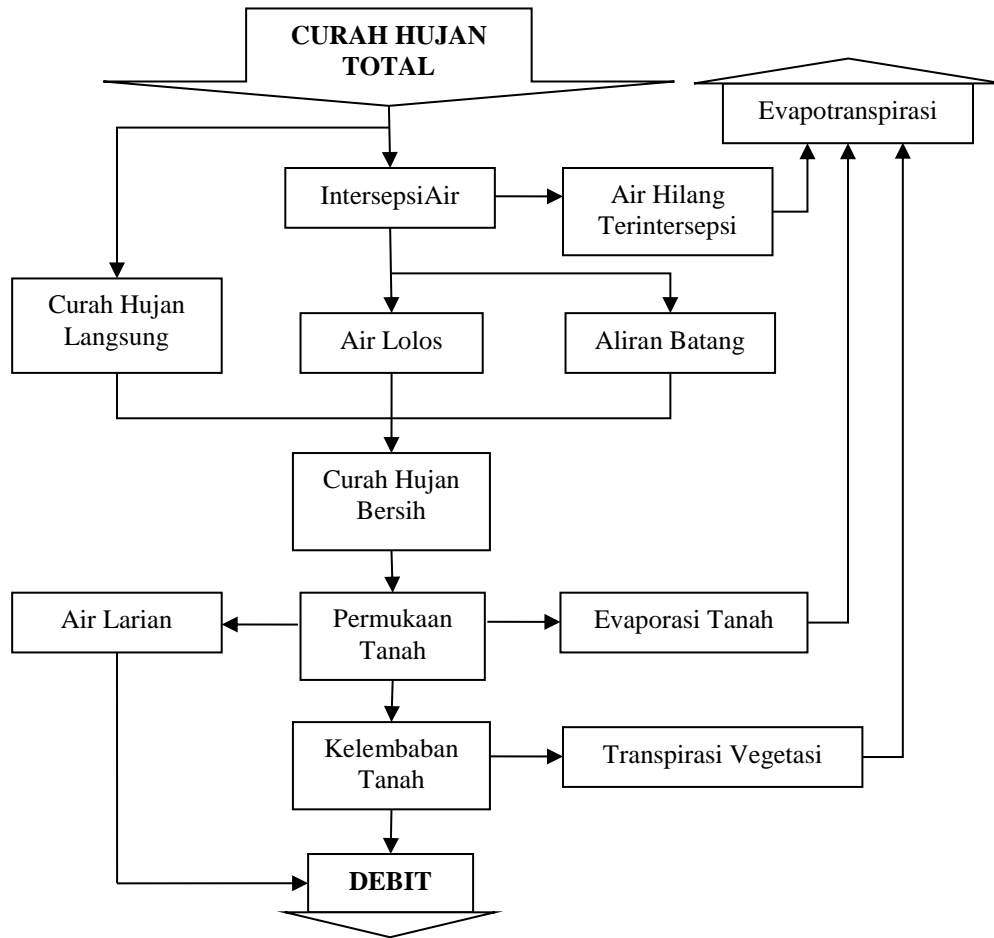 CURAH HUJAN
TOTAL
Evapotranspirasi
IntersepsiAir
Air Hilang
Terintersepsi
Curah Hujan
Langsung
Air Lolos
Aliran Batang
Curah Hujan
Bersih
Air Larian
Permukaan
Tanah
Evaporasi Tanah
Kelembaban
Tanah
Transpirasi Vegetasi
DEBIT